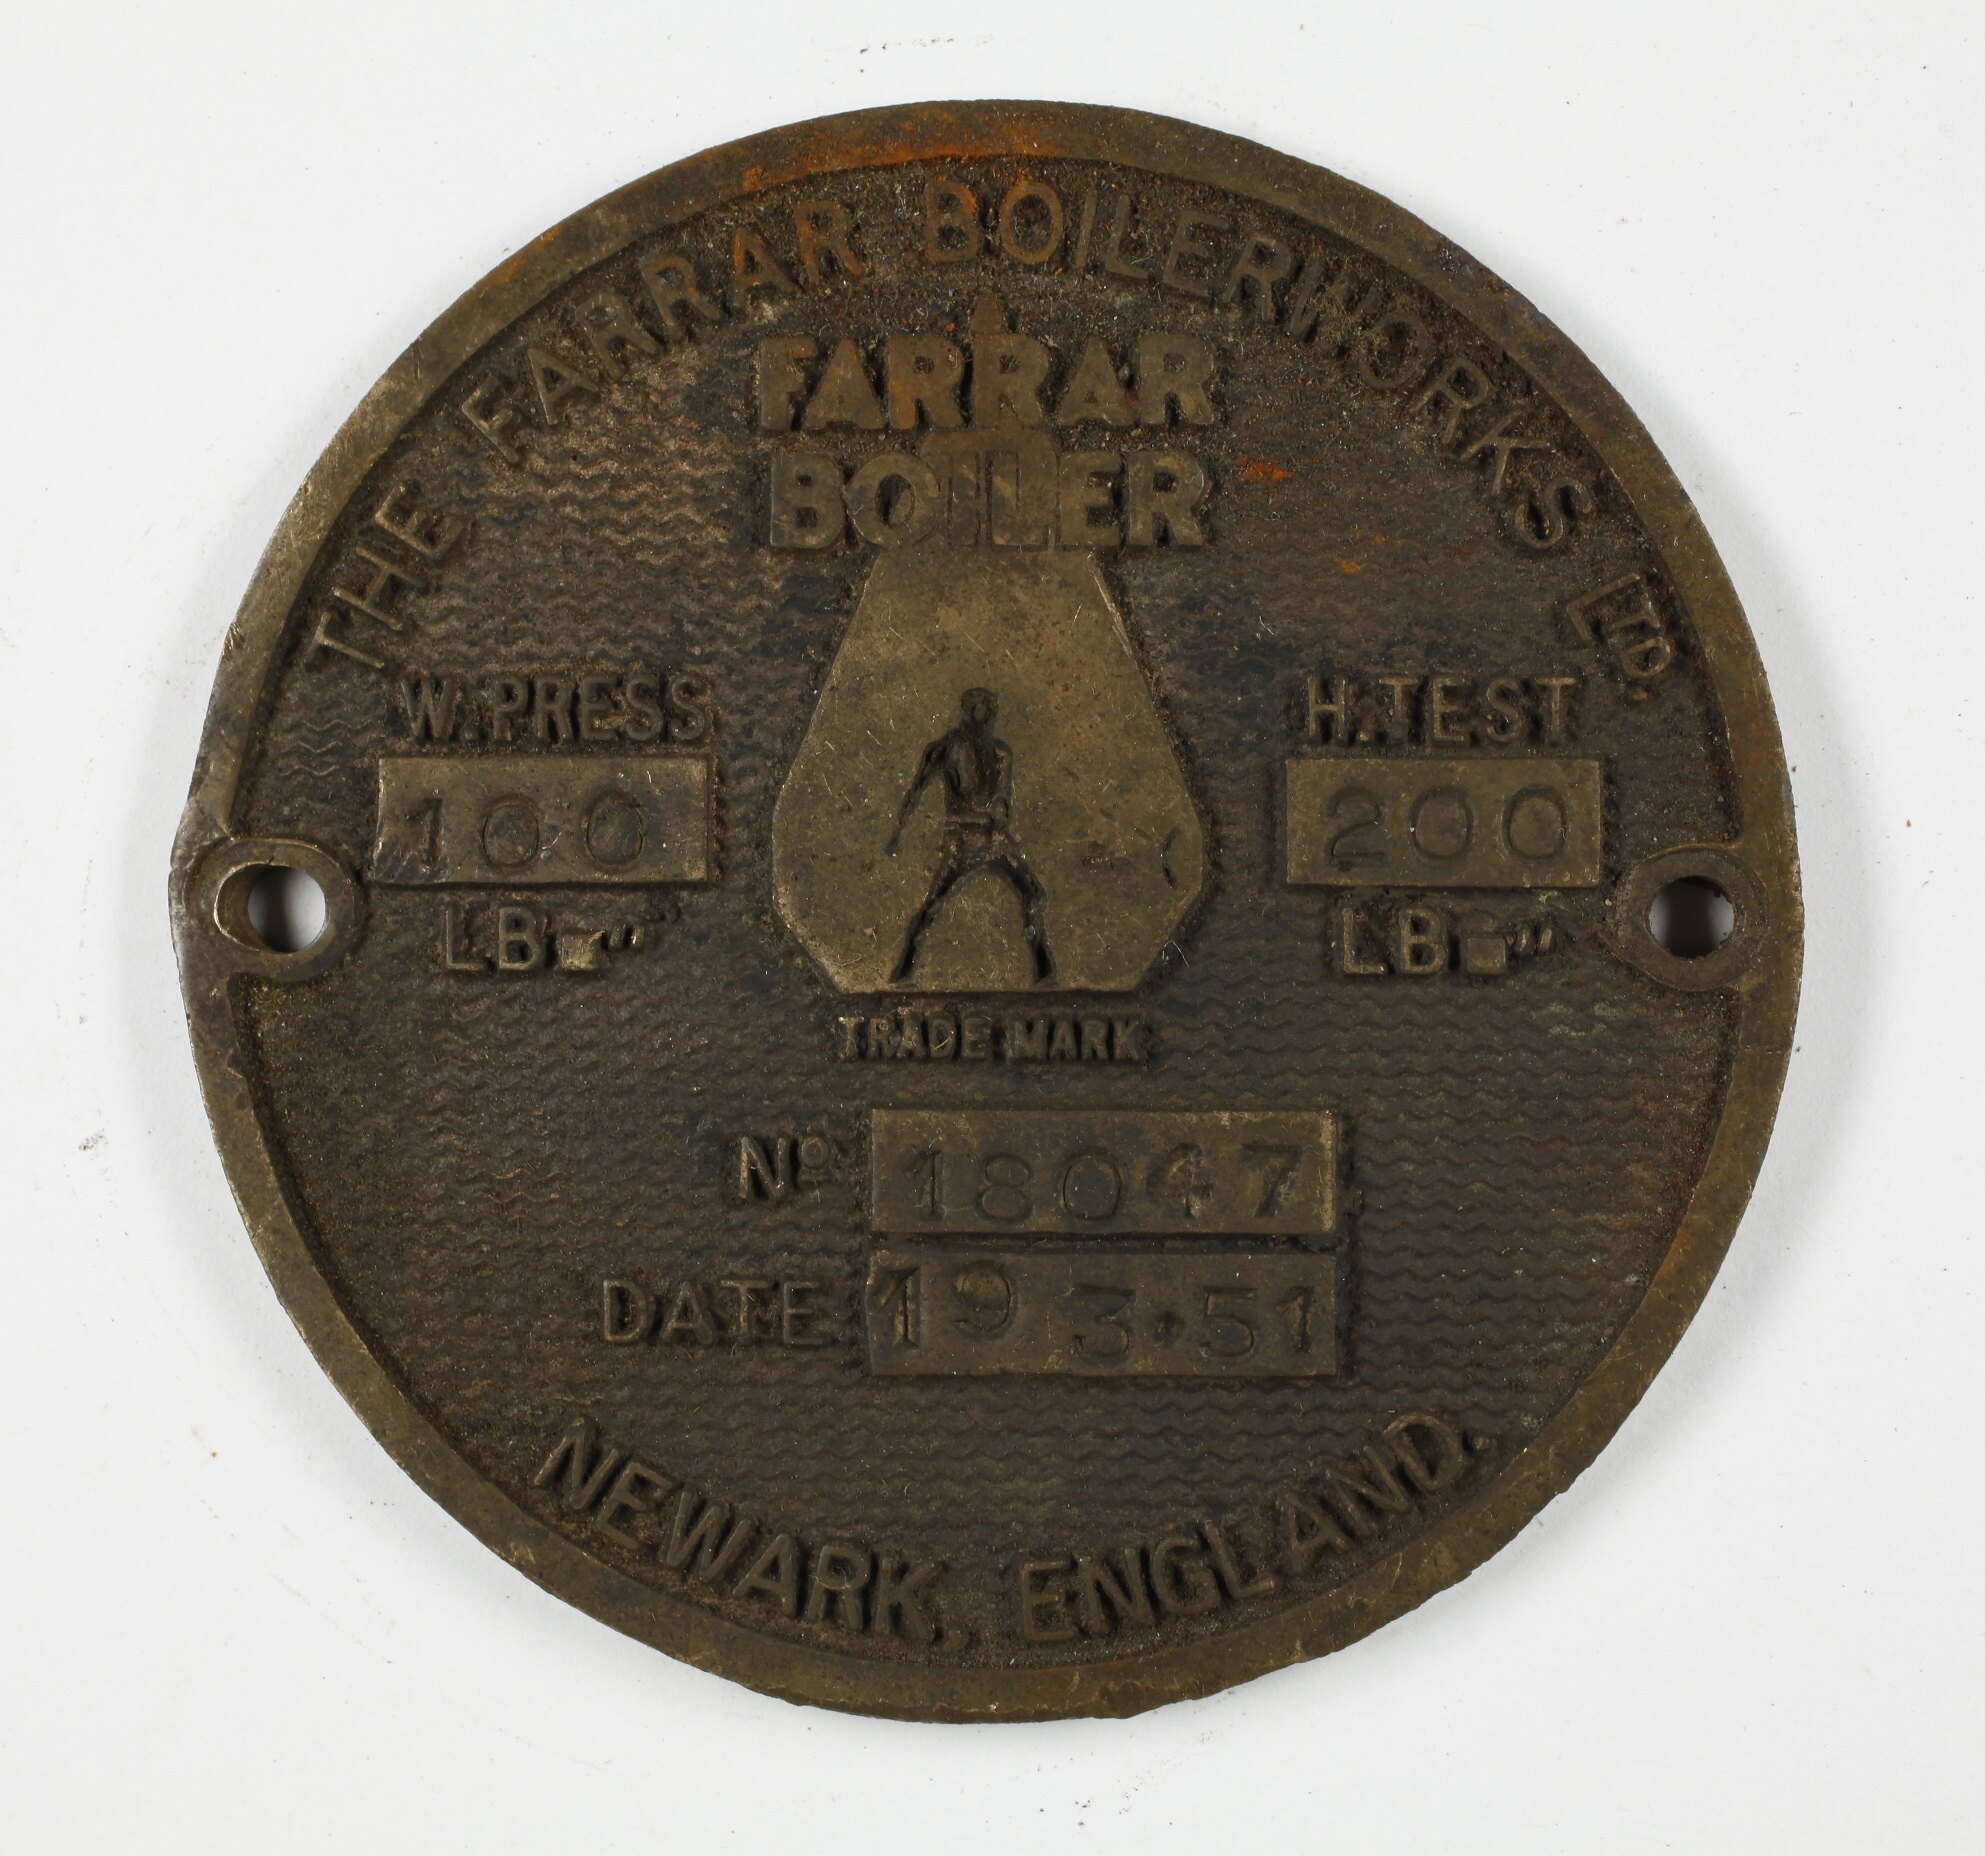 THE FARRAR BOILERWORKS LTD.
FARRAR
BOILER
W.PRESS
100
LB□"
H.TEST
200
LB□"
TRADE MARK
Nº 18047
DATE 19 3.51
NEWARK, ENGLAND.